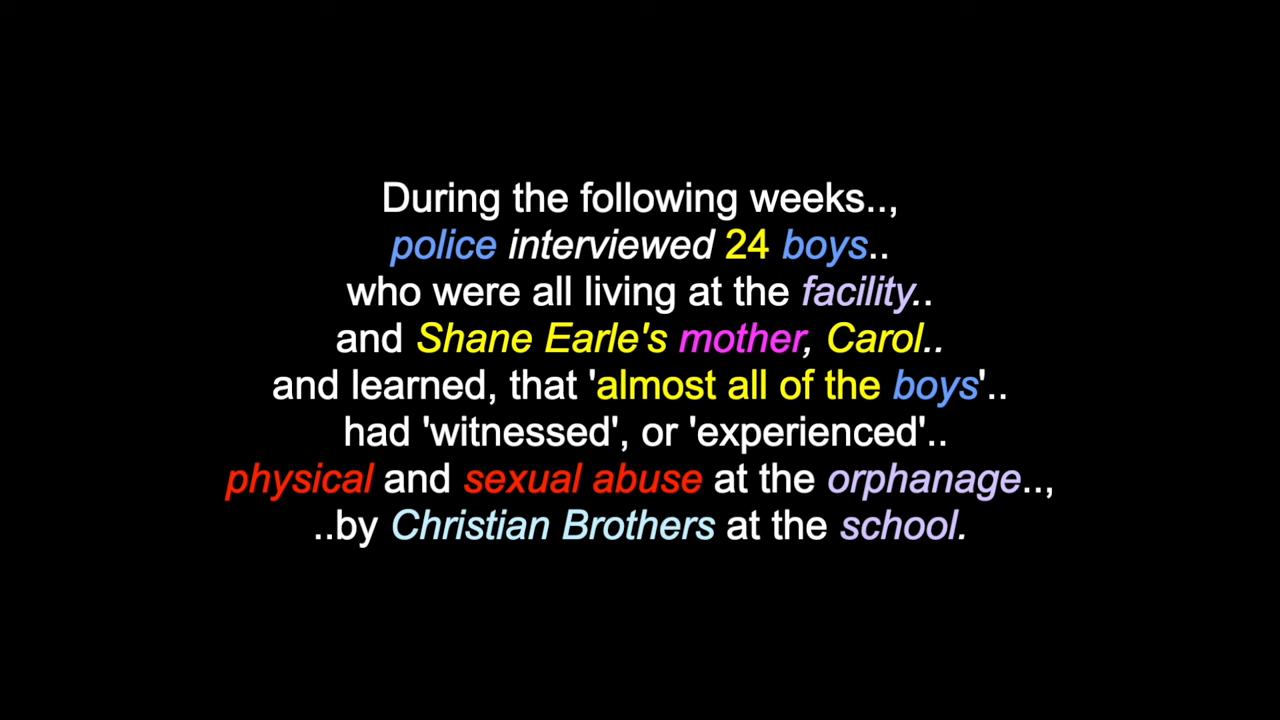 During the following weeks..,
police interviewed 24 boys..
who were all living at the facility..
and Shane Earle's mother, Carol..
and learned, that 'almost all of the boys'..
had 'witnessed', or 'experienced'..
physical and sexual abuse at the orphanage..,
..by Christian Brothers at the school.